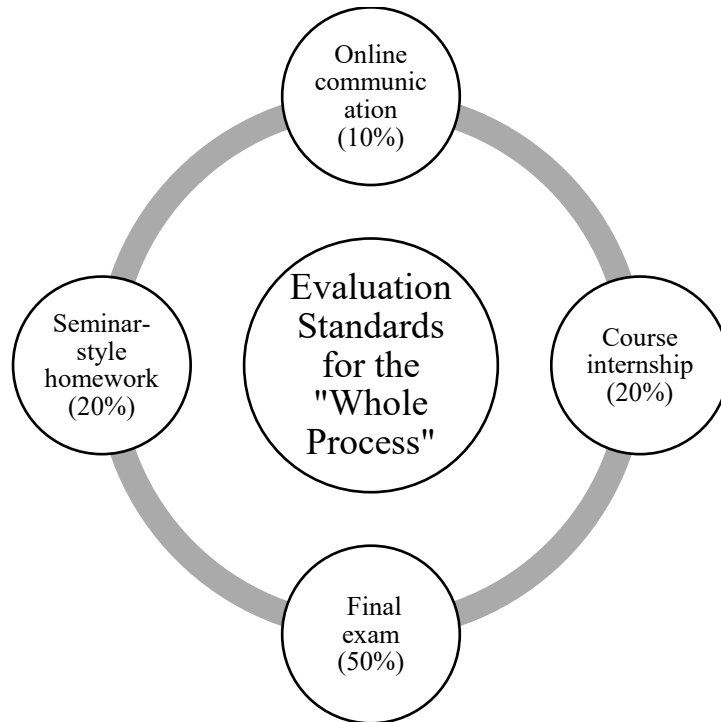 Online
communic
ation
(10%)
Evaluation
Standards
for the
"Whole
Process"
Seminar-
style
homework
(20%)
Course
internship
(20%)
Final
exam
(50%)